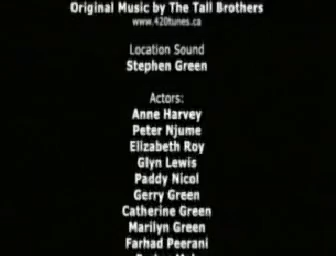 Original Music by The Tall Brothers
www.420tunes.ca
Location Sound
Stephen Green
Actors:
Anne Harvey
Peter Njume
Elizabeth Roy
Glyn Lewis
Paddy Nicol
Gerry Green
Catherine Green
Marilyn Green
Farhad Peerani